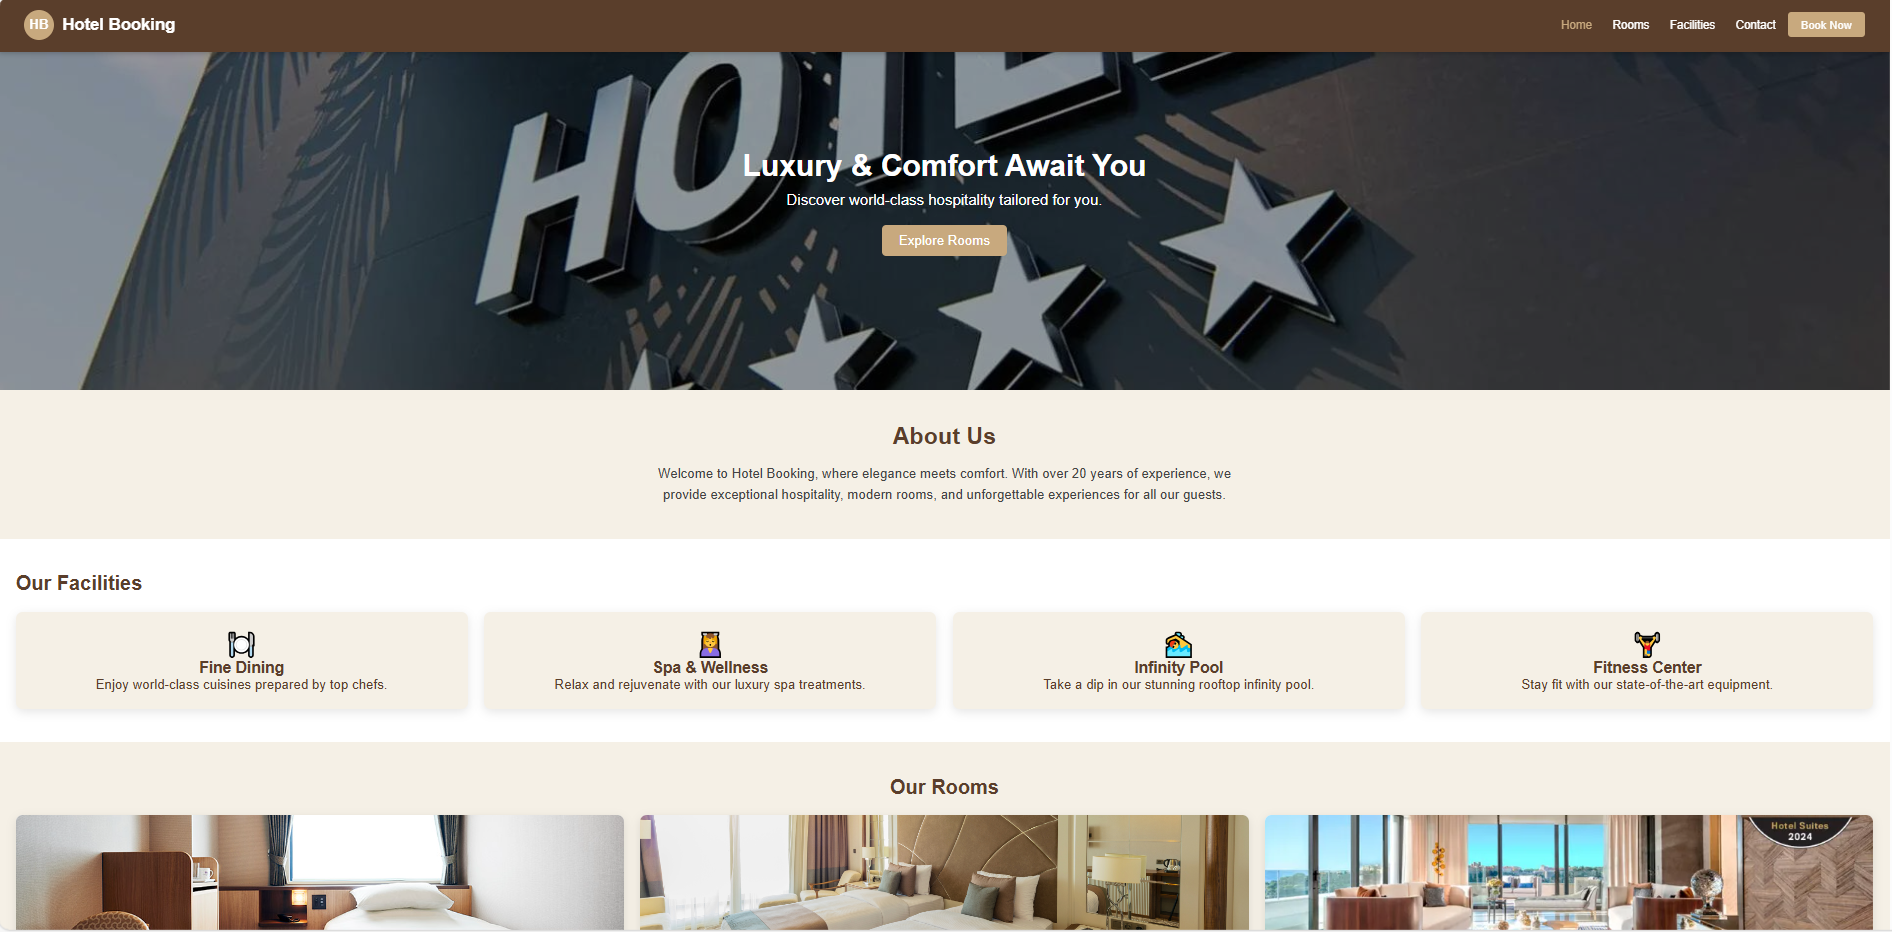 HB Hotel Booking
Home Rooms Facilities Contact Book Now
HOTEL
Luxury & Comfort Await You
Discover world-class hospitality tailored for you.
Explore Rooms
About Us
Welcome to Hotel Booking, where elegance meets comfort. With over 20 years of experience, we
provide exceptional hospitality, modern rooms, and unforgettable experiences for all our guests.
Our Facilities
Fine Dining
Enjoy world-class cuisines prepared by top chefs.
Spa & Wellness
Relax and rejuvenate with our luxury spa treatments.
Infinity Pool
Take a dip in our stunning rooftop infinity pool.
Fitness Center
Stay fit with our state-of-the-art equipment.
Our Rooms
Hotel Suites
2024